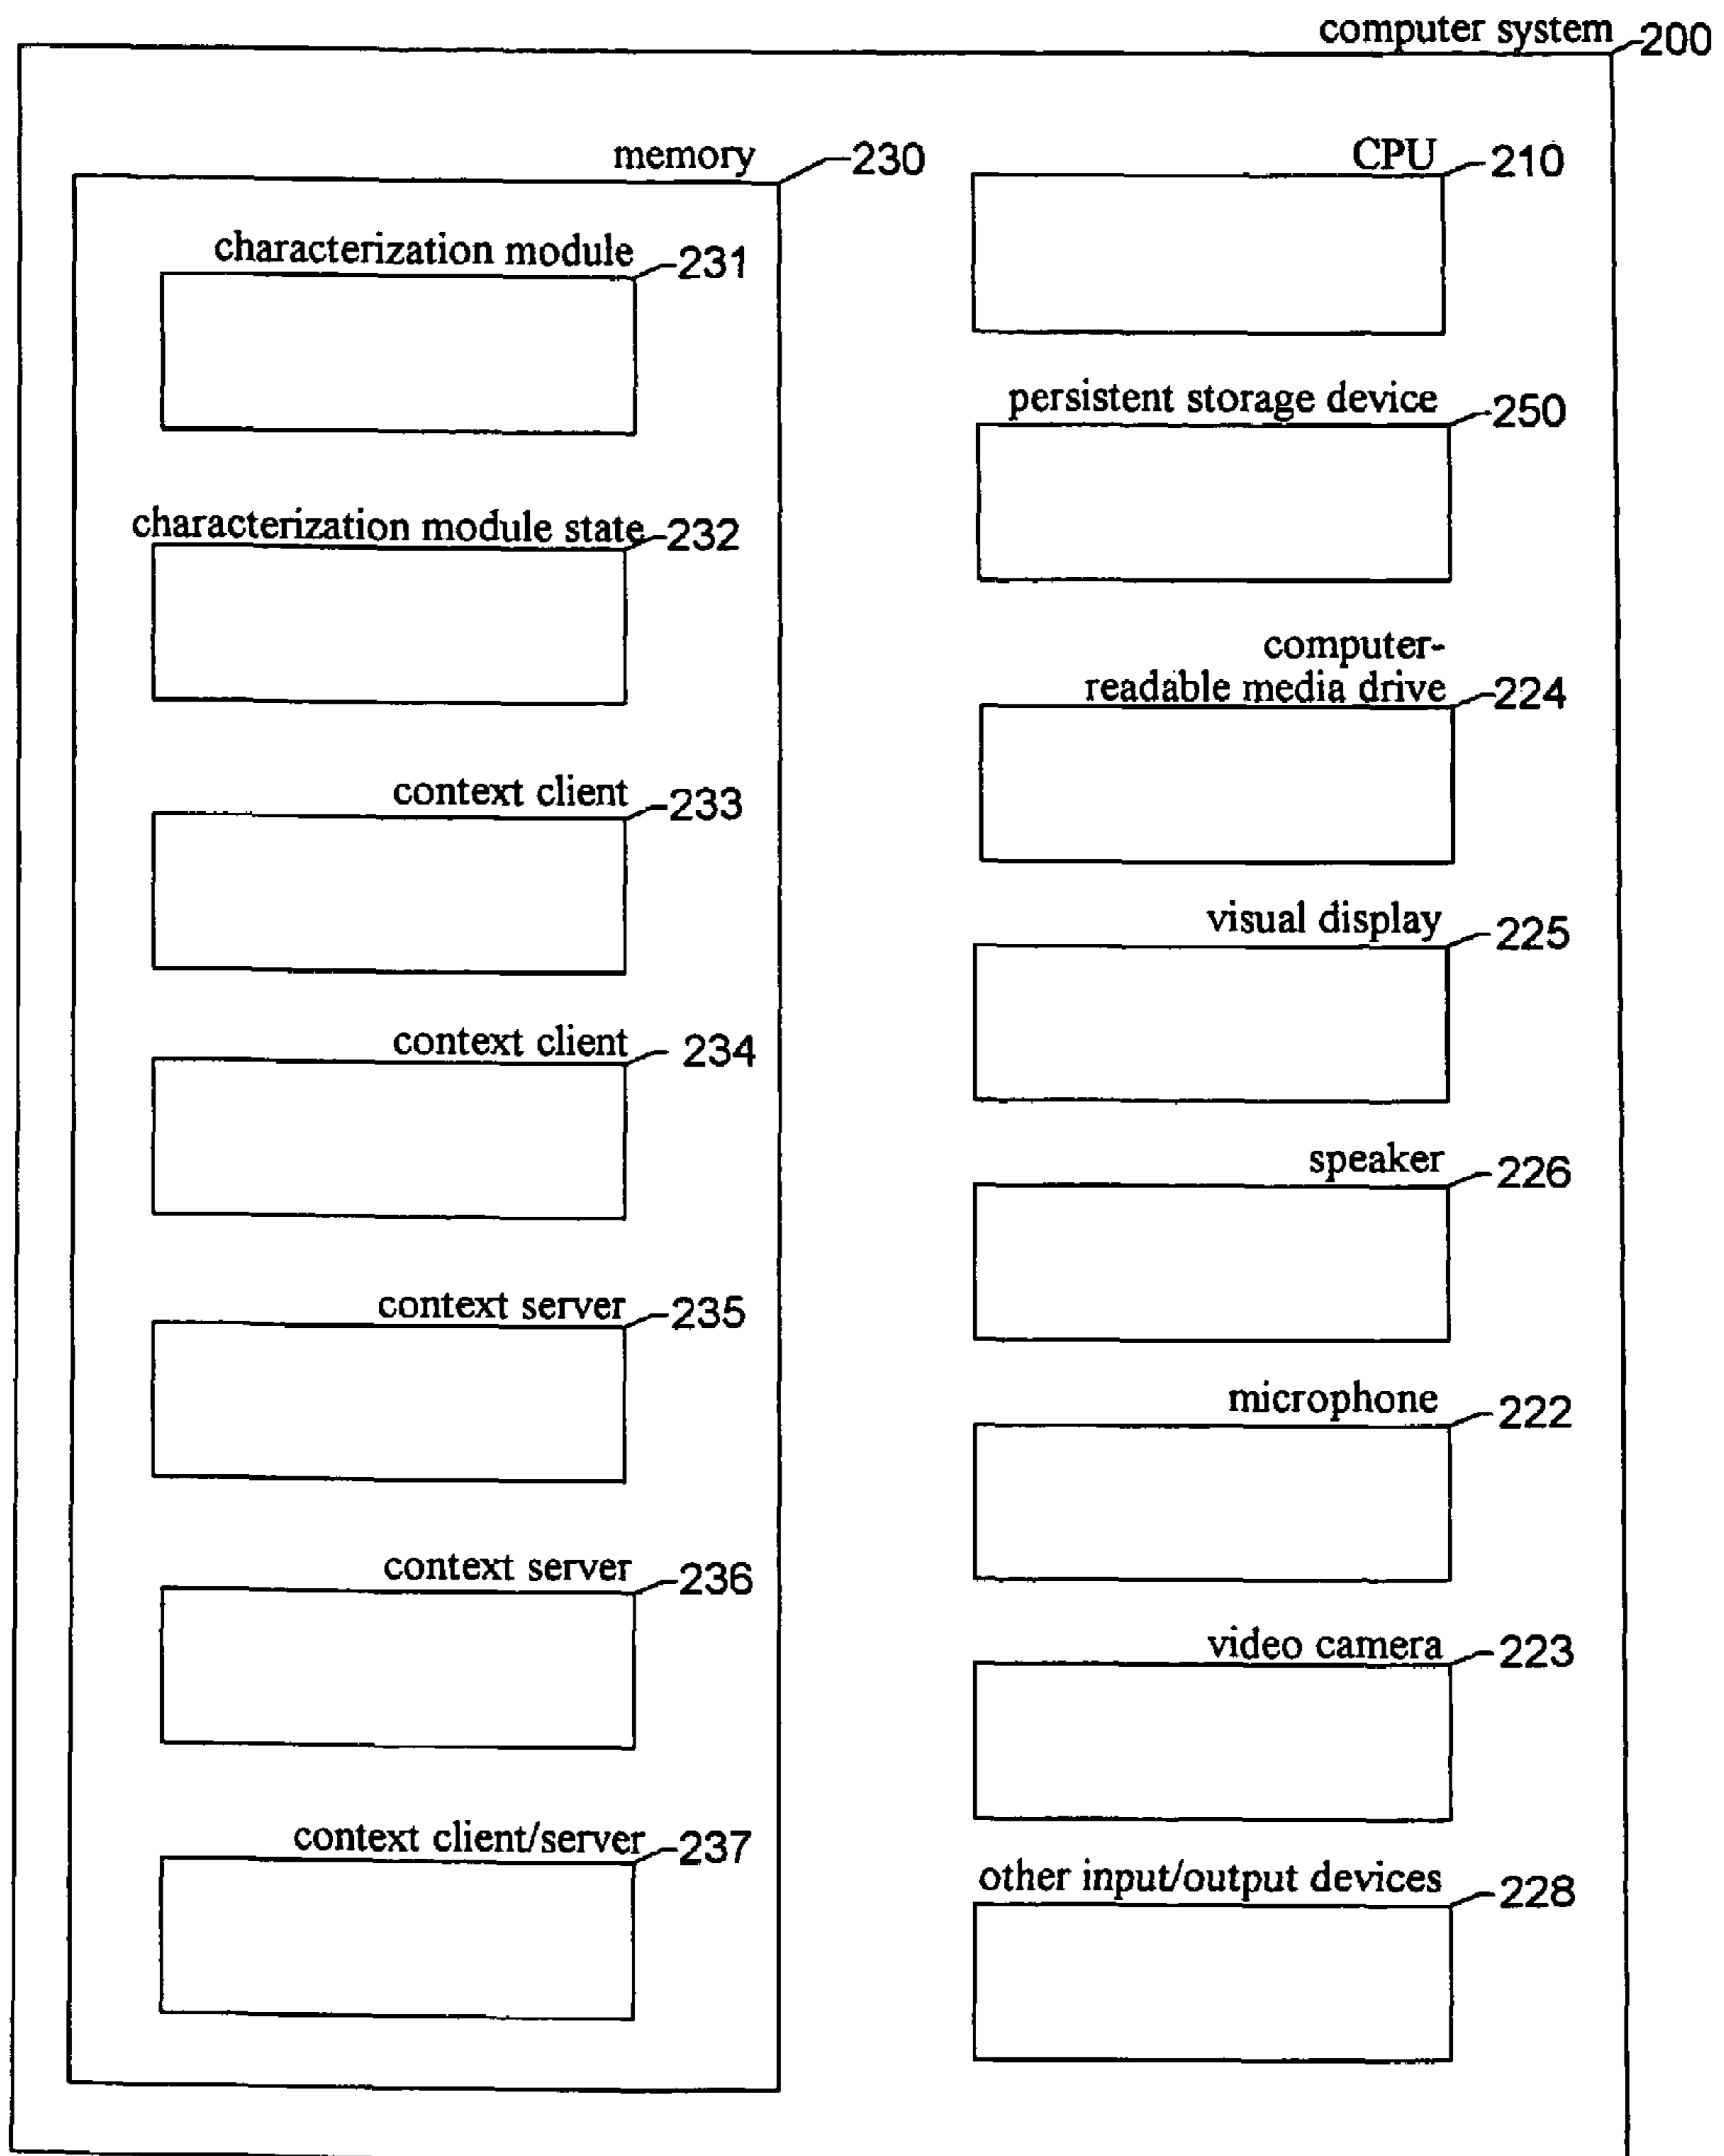 computer system 200
memory 230
characterization module 231
characterization module state 232
context client 233
context client 234
context server 235
context server 236
context client/server 237
CPU 210
persistent storage device 250
computer-
readable media drive 224
visual display 225
speaker 226
microphone 222
video camera 223
other input/output devices 228